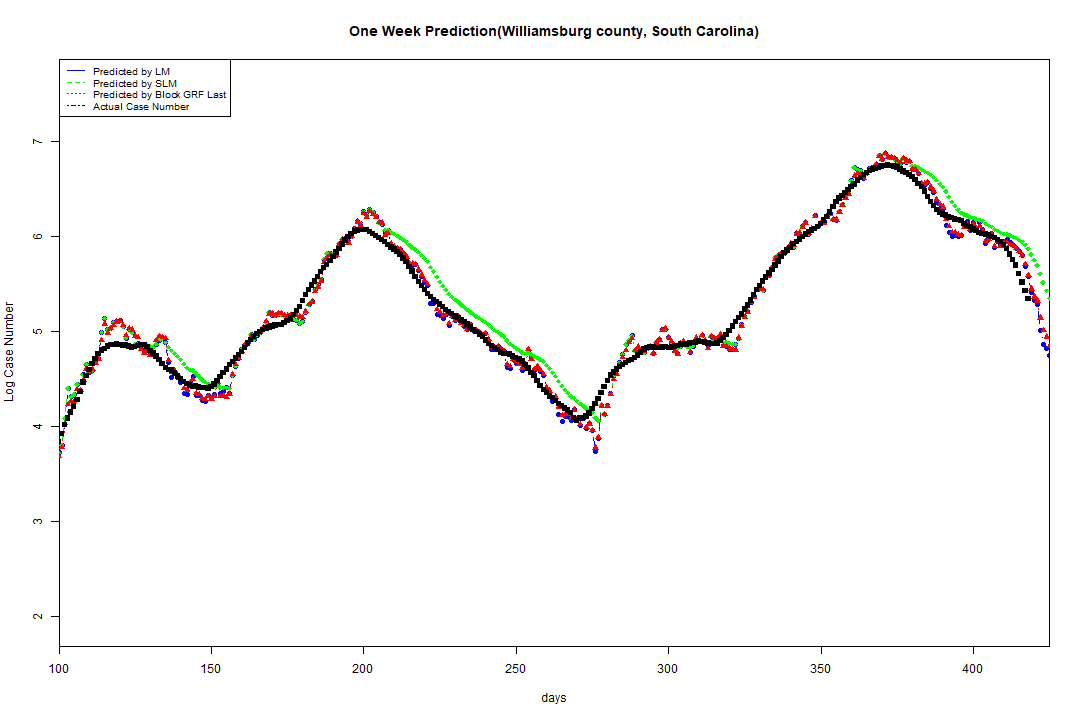 One Week Prediction(Williamsburg county, South Carolina)
Predicted by LM
Predicted by SLM
Predicted by Block GRF Last
Actual Case Number
7
6
5
4
3
2
Log Case Number
100 150 200 250 300 350 400
days